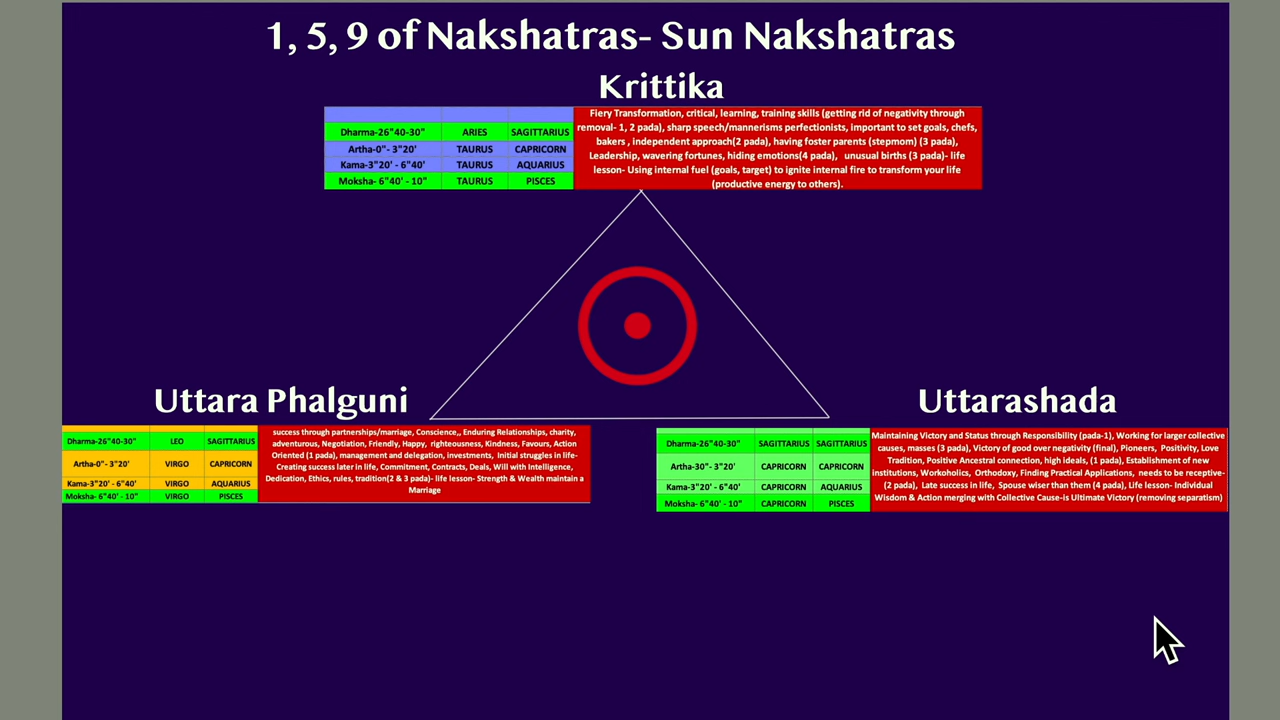 1, 5, 9 of Nakshatras- Sun Nakshatras
Krittika
Dharma-26"40-30" ARIES SAGITTARIUS
Artha-0"- 3"20' TAURUS CAPRICORN
Kama-3"20' - 6"40' TAURUS AQUARIUS
Moksha- 6"40' - 10" TAURUS PISCES
Fiery Transformation, critical, learning, training skills (getting rid of negativity through
removal- 1, 2 pada), sharp speech/mannerisms perfectionists, important to set goals, chefs,
bakers , independent approach(2 pada), having foster parents (stepmom) (3 pada),
Leadership, wavering fortunes, hiding emotions(4 pada), unusual births (3 pada)- life
lesson- Using internal fuel (goals, target) to ignite internal fire to transform your life
(productive energy to others).
Uttara Phalguni
Dharma-26"40-30" LEO SAGITTARIUS
Artha-0"- 3"20' VIRGO CAPRICORN
Kama-3"20' - 6"40' VIRGO AQUARIUS
Moksha- 6"40' - 10" VIRGO PISCES
success through partnerships/marriage, Conscience,, Enduring Relationships, charity,
adventurous, Negotiation, Friendly, Happy, righteousness, Kindness, Favours, Action
Oriented (1 pada), management and delegation, investments, Initial struggles in life-
Creating success later in life, Commitment, Contracts, Deals, Will with Intelligence,
Dedication, Ethics, rules, tradition(2 & 3 pada)- life lesson- Strength & Wealth maintain a
Marriage
Uttarashada
Dharma-26"40-30" SAGITTARIUS SAGITTARIUS
Artha-30"- 3"20' CAPRICORN CAPRICORN
Kama-3"20' - 6"40' CAPRICORN AQUARIUS
Moksha- 6"40' - 10" CAPRICORN PISCES
Maintaining Victory and Status through Responsibility (pada-1), Working for larger collective
causes, masses (3 pada), Victory of good over negativity (final), Pioneers, Positivity, Love
Tradition, Positive Ancestral connection, high ideals, (1 pada), Establishment of new
institutions, Workoholics, Orthodoxy, Finding Practical Applications, needs to be receptive-
(2 pada), Late success in life, Spouse wiser than them (4 pada), Life lesson- Individual
Wisdom & Action merging with Collective Cause-is Ultimate Victory (removing separatism)